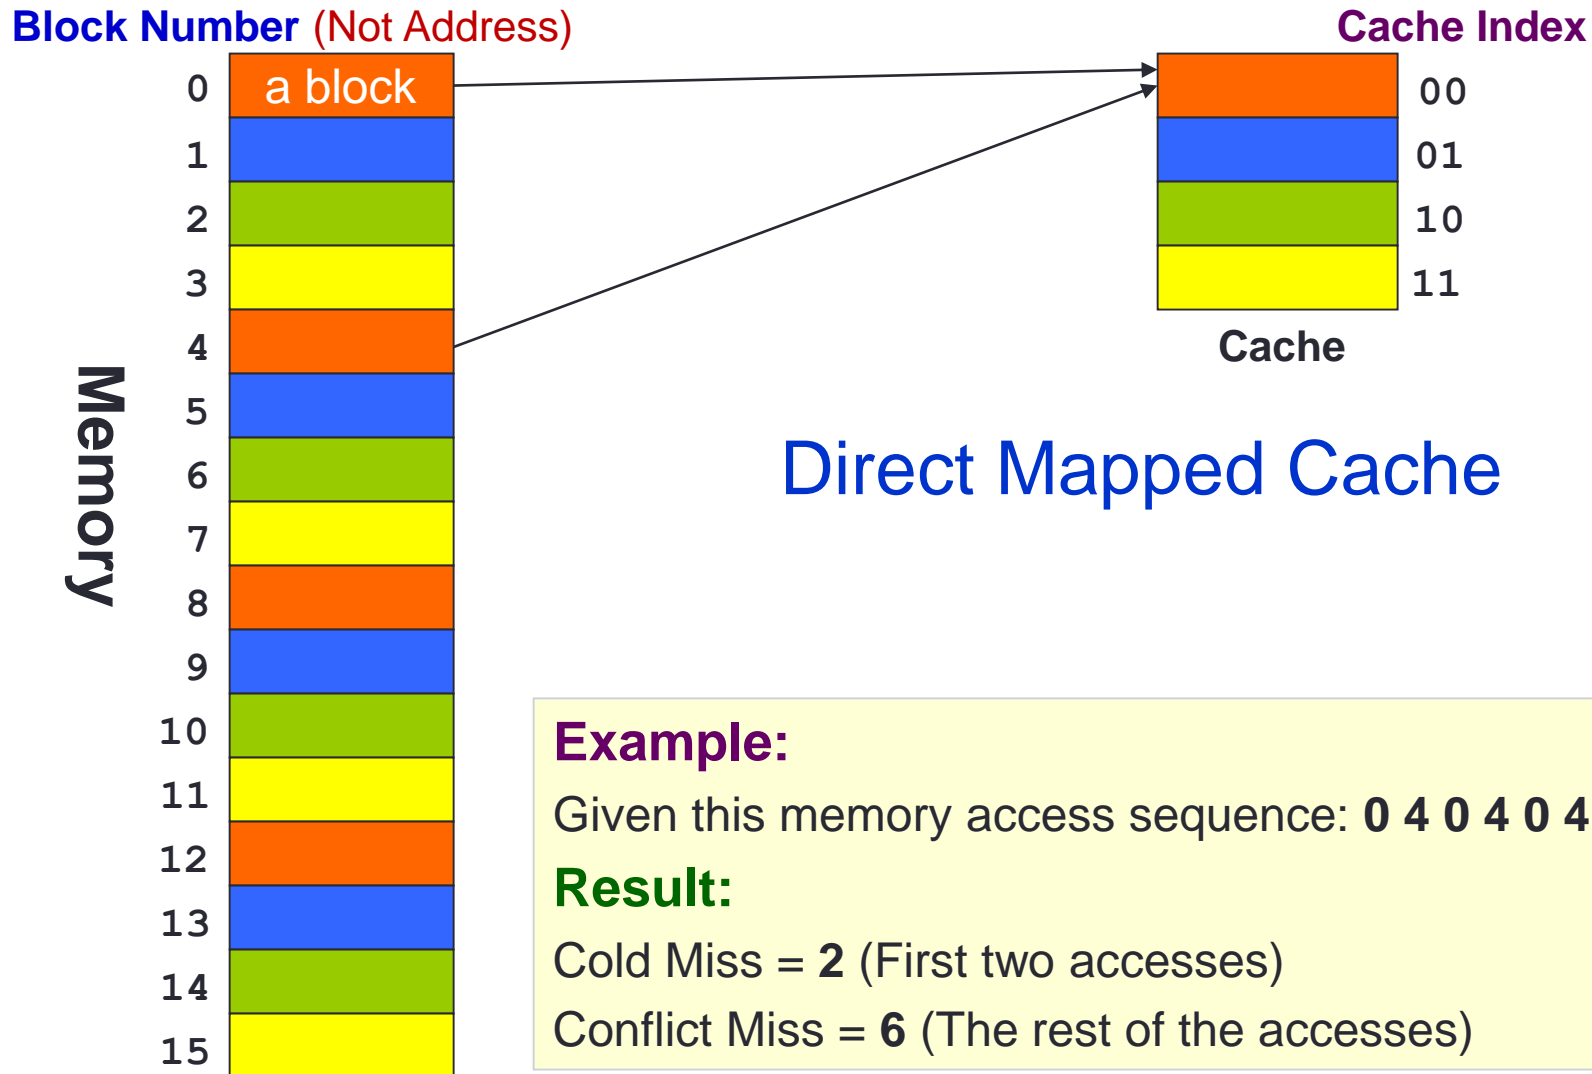 Block Number (Not Address)
Cache Index
0 a block
1
2
3
4
5
6
7
8
9
10
11
12
13
14
15
Memory
00
01
10
11
Cache
Direct Mapped Cache
Example:
Given this memory access sequence: 0 4 0 4 0 4
Result:
Cold Miss = 2 (First two accesses)
Conflict Miss = 6 (The rest of the accesses)